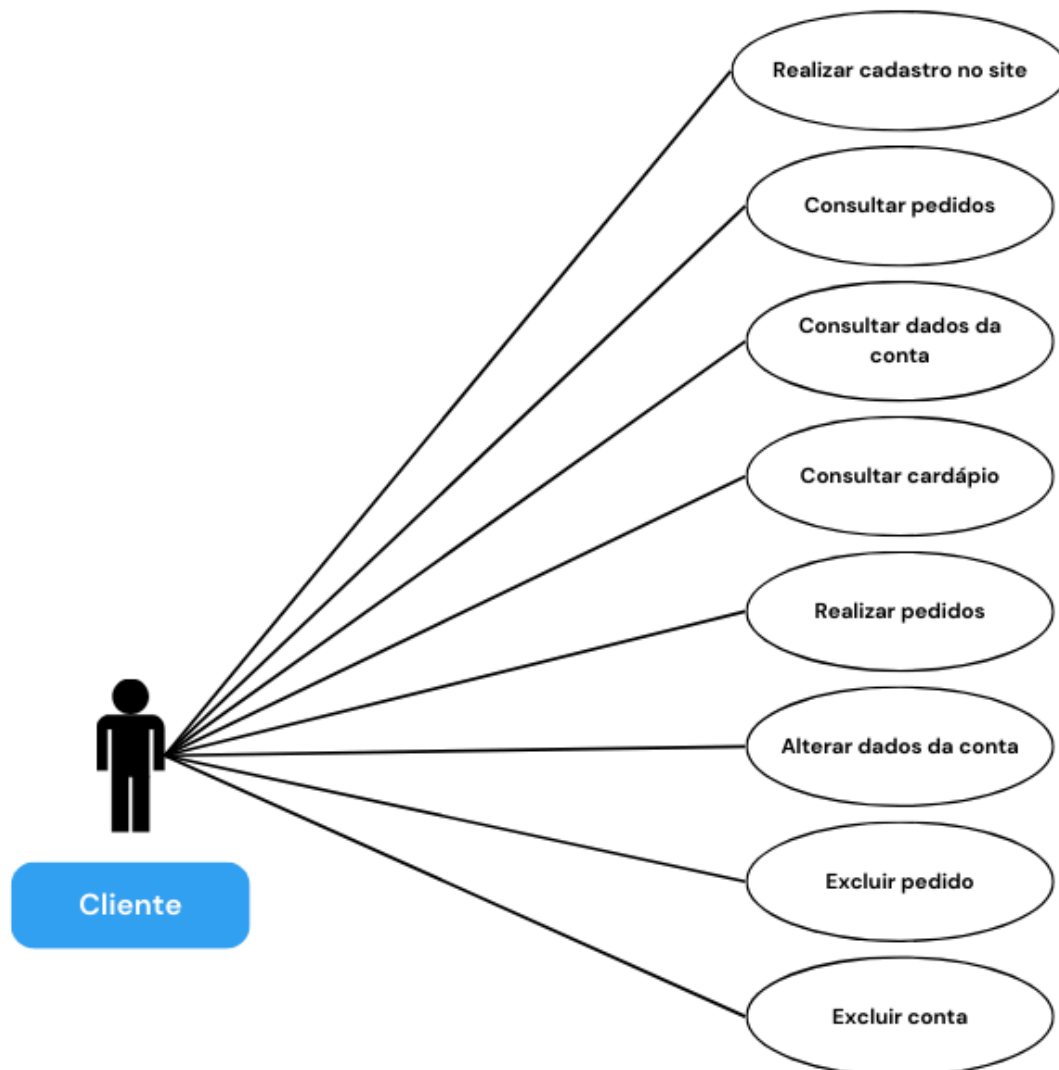 Realizar cadastro no site
Consultar pedidos
Consultar dados da
conta
Consultar cardápio
Realizar pedidos
Alterar dados da conta
Excluir pedido
Cliente
Excluir conta